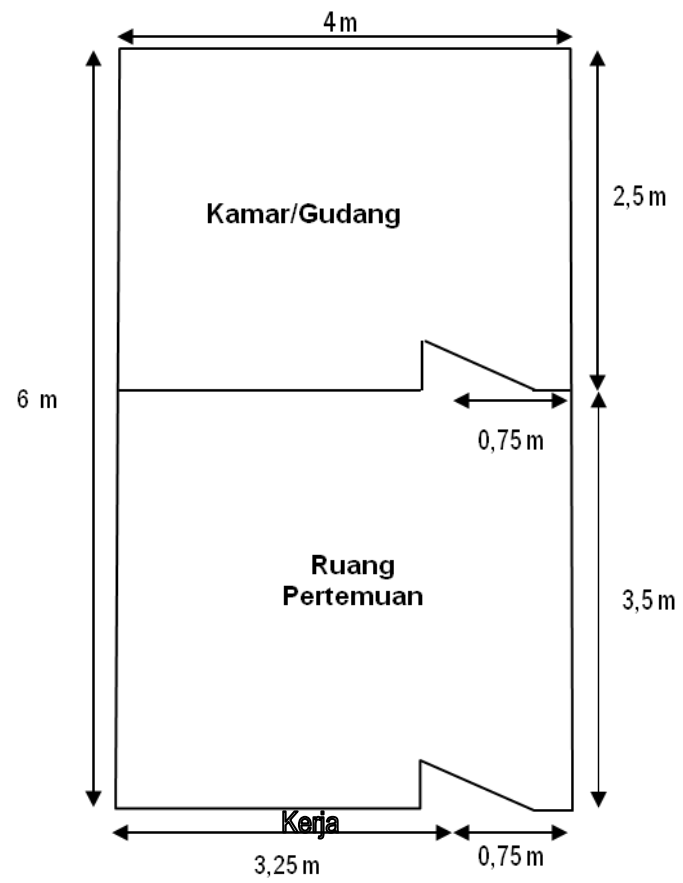 4 m
2,5 m
Kamar/Gudang
6 m
0,75 m
Ruang
Pertemuan
3,5 m
Kerja
3,25 m
0,75 m